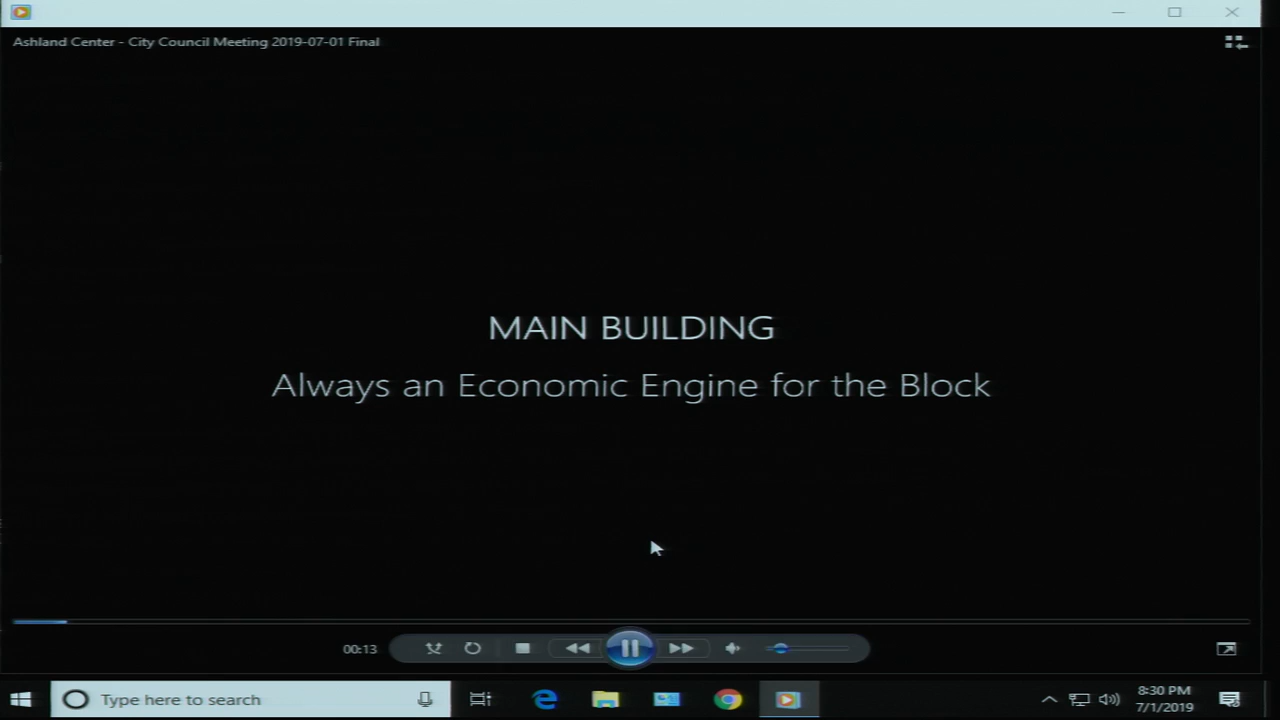 Ashland Center - City Council Meeting 2019-07-01 Final
MAIN BUILDING
Always an Economic Engine for the Block
00:13
Type here to search
8:30 PM
7/1/2019